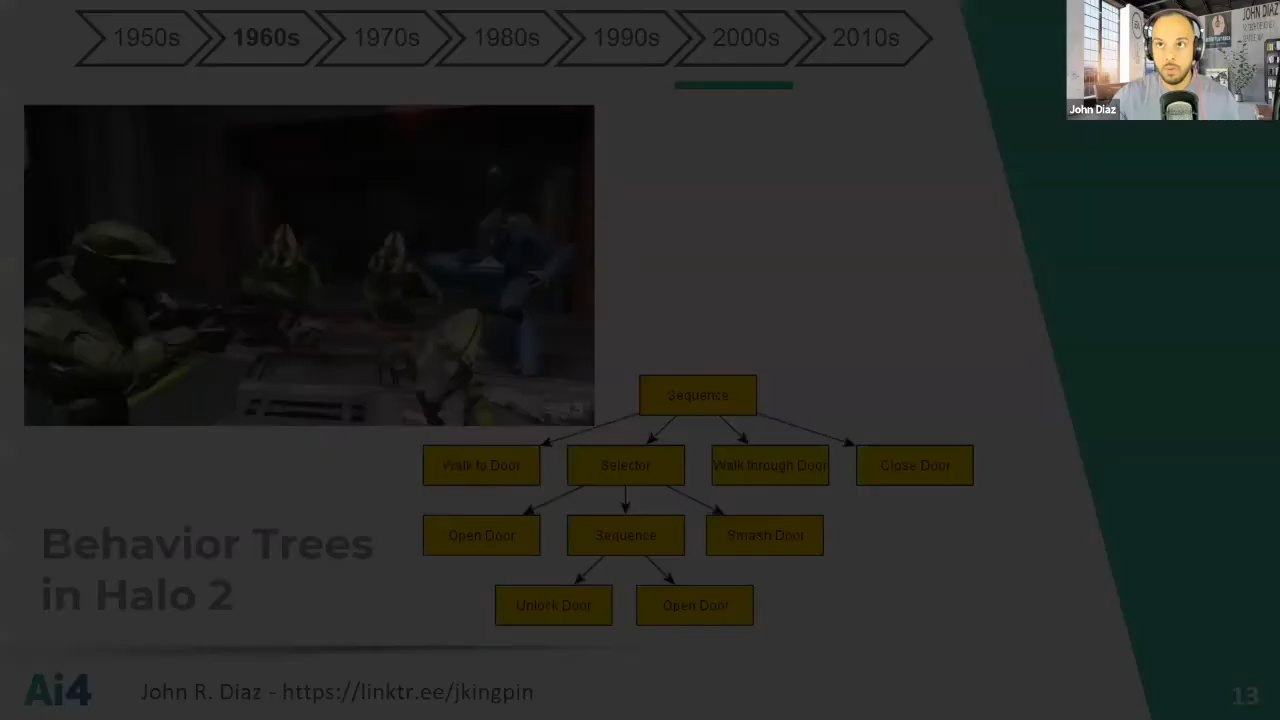 1950s 1960s 1970s 1980s 1990s 2000s 2010s
JOHN DIAZ
John Diaz
Sequence
Walk to Door Selector Walk through Door Close Door
Open Door Sequence Smash Door
Unlock Door Open Door
Behavior Trees
in Halo 2
Ai4 John R. Diaz - https://linktr.ee/jkingpin 13